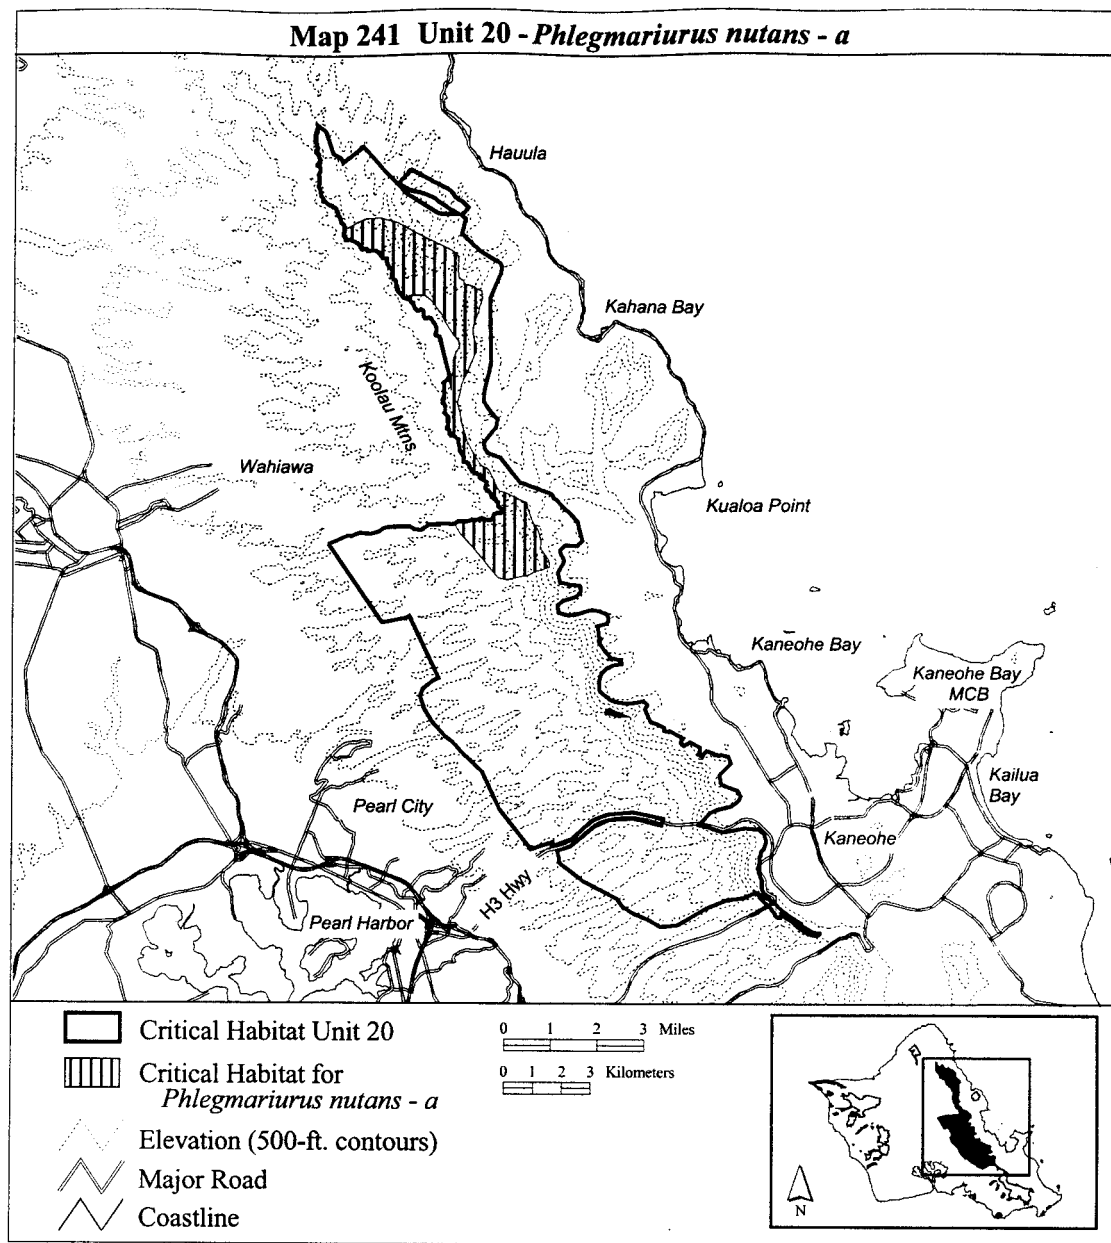 Map 241 Unit 20 - Phlegmariurus nutans - a
Hauula
Kahana Bay
Koolau Mtns
Wahiawa
Kualoa Point
Kaneohe Bay
Kaneohe Bay
MCB
Kailua
Bay
Pearl City
Kaneohe
H3 Hwy
Pearl Harbor
Critical Habitat Unit 20
Critical Habitat for
Phlegmariurus nutans - a
Elevation (500-ft. contours)
Major Road
Coastline
0 1 2 3 Miles
0 1 2 3 Kilometers
N